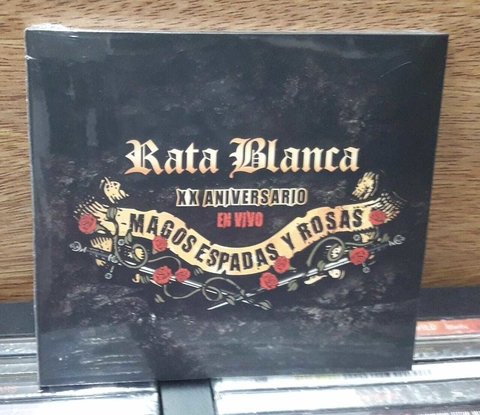 Rata Blanca
XX ANIVERSARIO
EN VIVO
MAGOS ESPADAS Y ROSAS